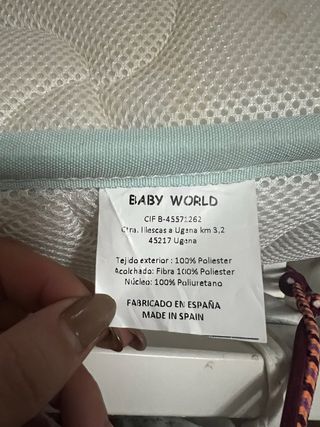 BABY WORLD
CIF B-45571262
Ctra. Illescas a Ugena km 3,2
45217 Ugena
Tejido exterior : 100% Poliester
Acolchado: Fibra 100% Poliester
Núcleo: 100% Poliuretano
FABRICADO EN ESPAÑA
MADE IN SPAIN